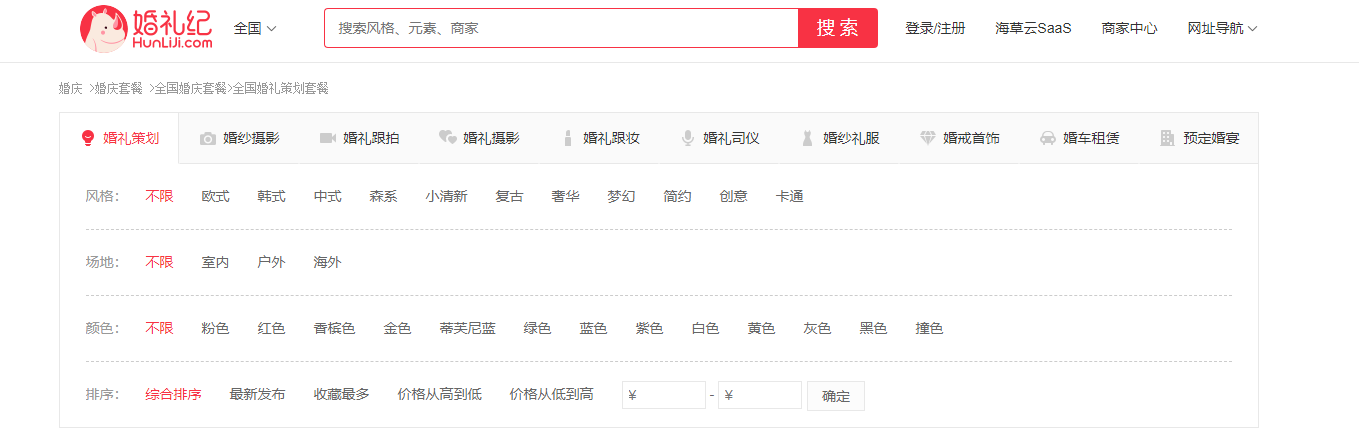 婚礼纪 HunLiJi.com 全国 搜索风格、元素、商家 搜索 登录/注册 海草云SaaS 商家中心 网址导航
婚庆 >婚庆套餐 >全国婚庆套餐>全国婚礼策划套餐
婚礼策划 婚纱摄影 婚礼跟拍 婚礼摄影 婚礼跟妆 婚礼司仪 婚纱礼服 婚戒首饰 婚车租赁 预定婚宴
风格： 不限 欧式 韩式 中式 森系 小清新 复古 奢华 梦幻 简约 创意 卡通
场地： 不限 室内 户外 海外
颜色： 不限 粉色 红色 香槟色 金色 蒂芙尼蓝 绿色 蓝色 紫色 白色 黄色 灰色 黑色 撞色
排序： 综合排序 最新发布 收藏最多 价格从高到低 价格从低到高 ¥ - ¥ 确定